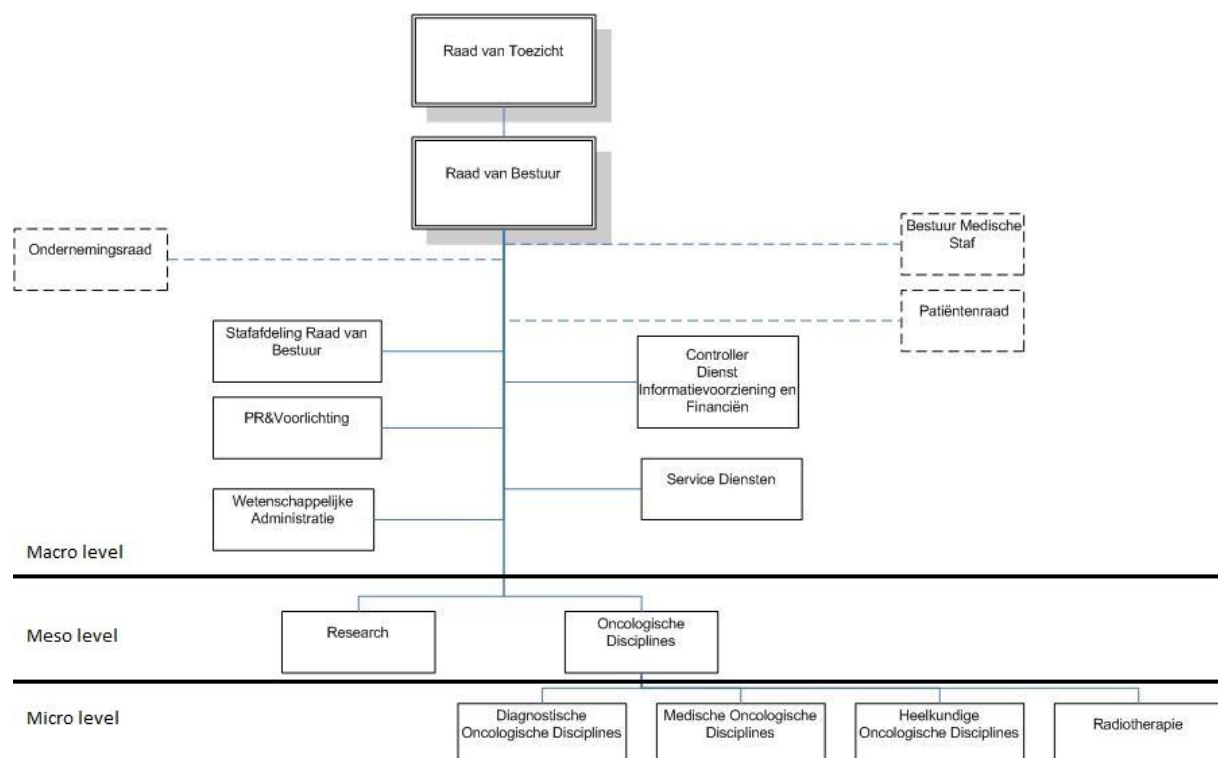 Raad van Toezicht
Raad van Bestuur
Ondernemingsraad
Bestuur Medische
Staf
Patiëntenraad
Stafafdeling Raad van
Bestuur
Controller
Dienst
Informatievoorziening en
Financiën
PR&Voorlichting
Service Diensten
Wetenschappelijke
Administratie
Macro level
Meso level
Research
Oncologische
Disciplines
Micro level
Diagnostische
Oncologische Disciplines
Medische Oncologische
Disciplines
Heelkundige
Oncologische Disciplines
Radiotherapie